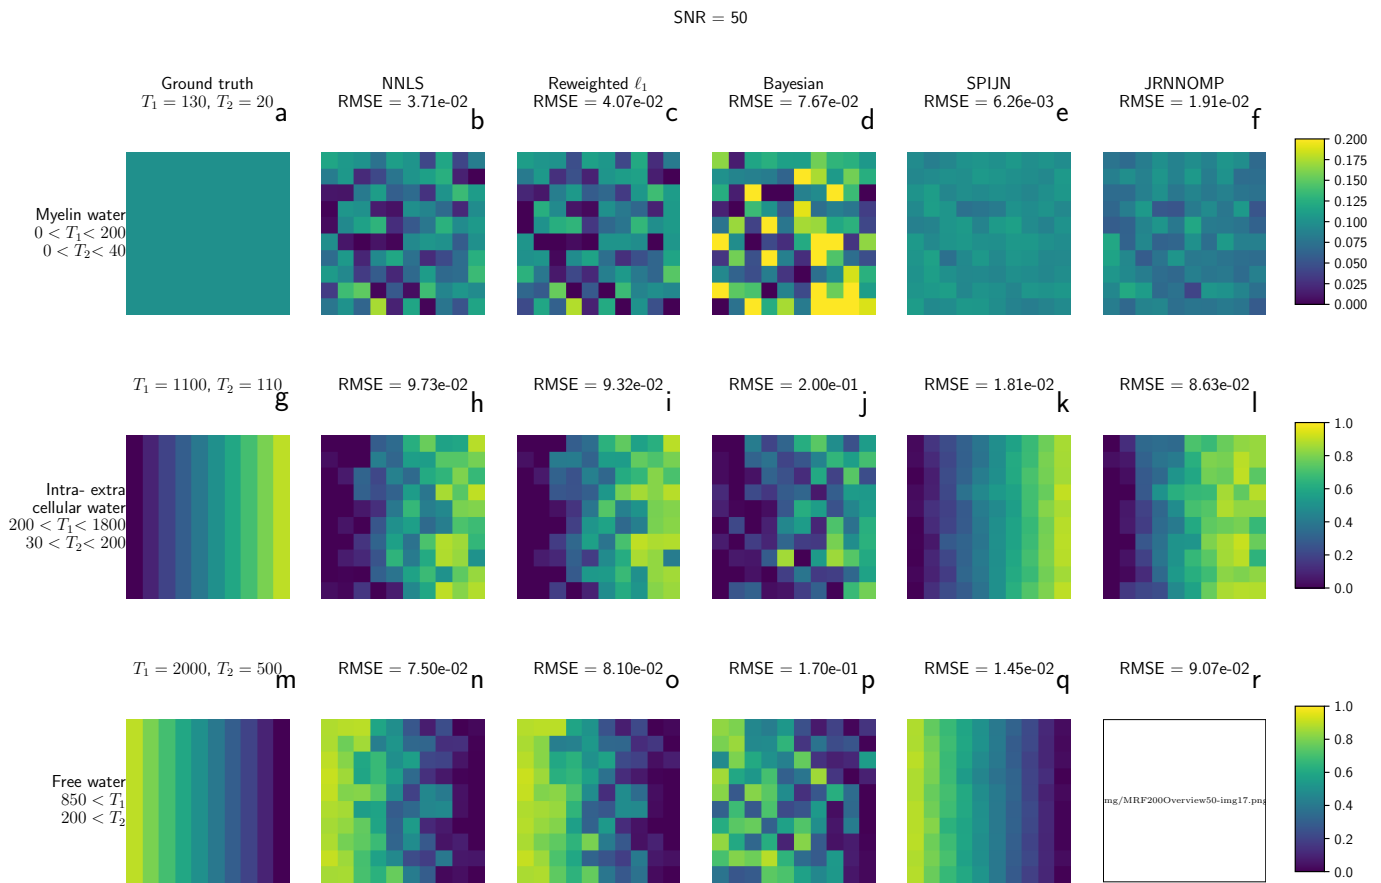 SNR = 50
Ground truth
T₁ = 130, T₂ = 20
a
NNLS
RMSE = 3.71e-02
b
Reweighted ℓ₁
RMSE = 4.07e-02
c
Bayesian
RMSE = 7.67e-02
d
SPIJN
RMSE = 6.26e-03
e
JRNNOMP
RMSE = 1.91e-02
f
Myelin water
0 < T₁< 200
0 < T₂< 40
0.200
0.175
0.150
0.125
0.100
0.075
0.050
0.025
0.000
T₁ = 1100, T₂ = 110
g
RMSE = 9.73e-02
h
RMSE = 9.32e-02
i
RMSE = 2.00e-01
j
RMSE = 1.81e-02
k
RMSE = 8.63e-02
l
Intra- extra
cellular water
200 < T₁< 1800
30 < T₂< 200
1.0
0.8
0.6
0.4
0.2
0.0
T₁ = 2000, T₂ = 500
m
RMSE = 7.50e-02
n
RMSE = 8.10e-02
o
RMSE = 1.70e-01
p
RMSE = 1.45e-02
q
RMSE = 9.07e-02
r
Free water
850 < T₁
200 < T₂
mg/MRF200Overview50-img17.png
1.0
0.8
0.6
0.4
0.2
0.0